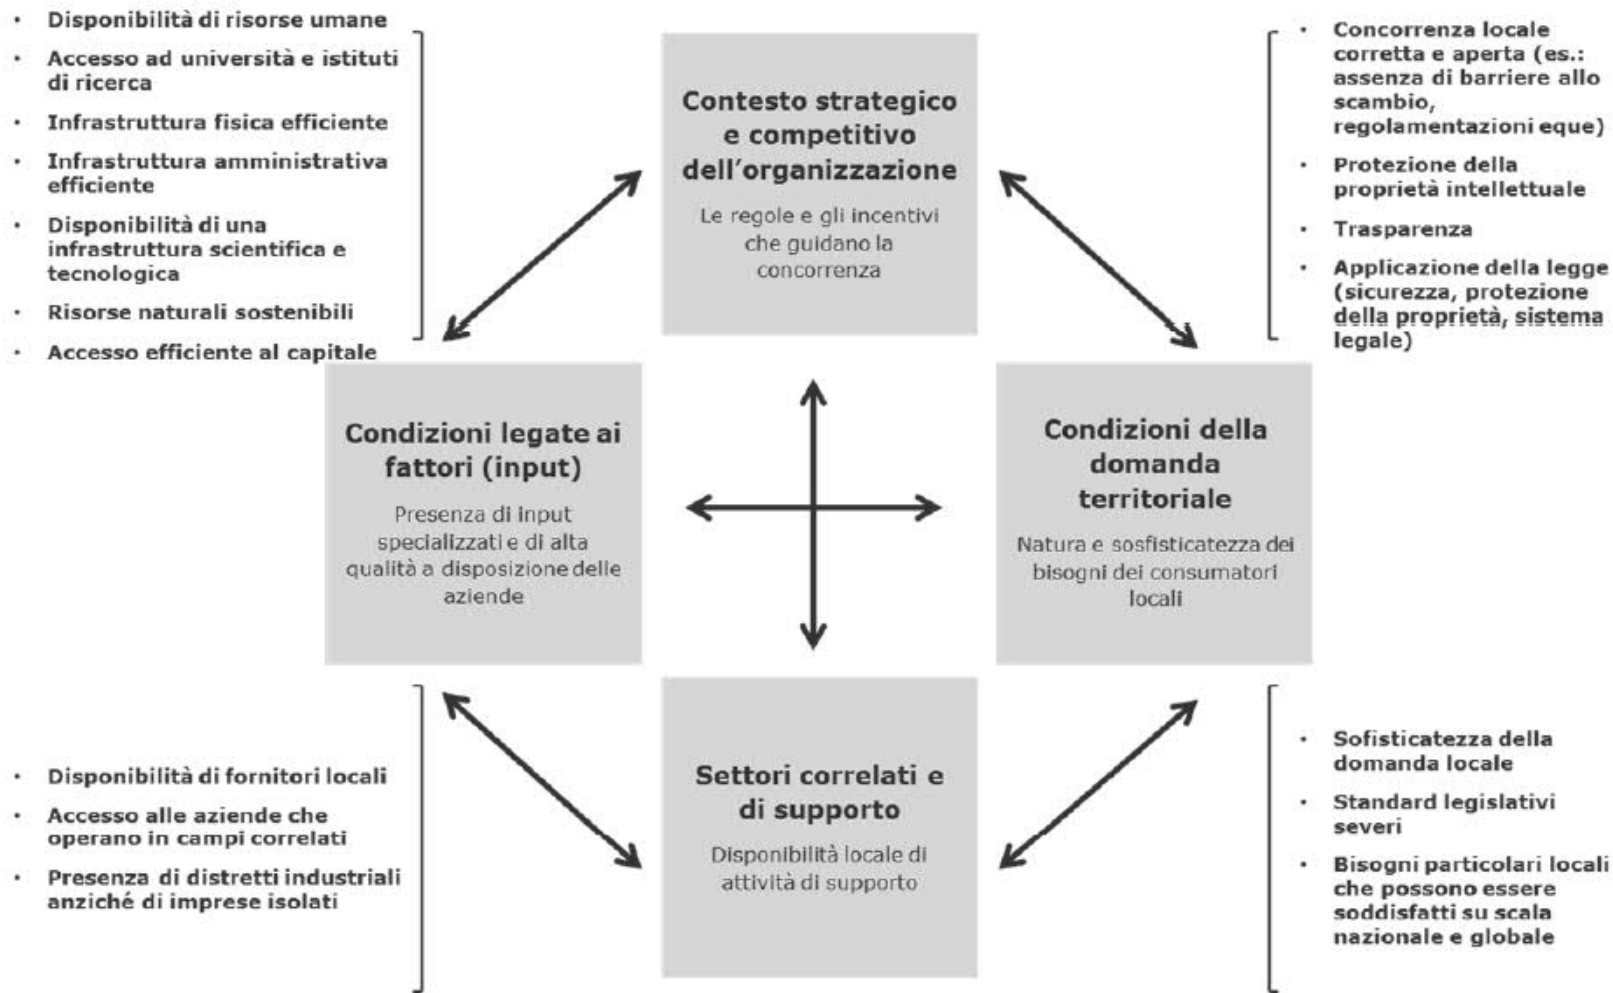 • Disponibilità di risorse umane
• Accesso ad università e istituti
di ricerca
• Infrastruttura fisica efficiente
• Infrastruttura amministrativa
efficiente
• Disponibilità di una
infrastruttura scientifica e
tecnologica
• Risorse naturali sostenibili
• Accesso efficiente al capitale
Contesto strategico
e competitivo
dell’organizzazione
Le regole e gli incentivi
che guidano la
concorrenza
• Concorrenza locale
corretta e aperta (es.:
assenza di barriere allo
scambio,
regolamentazioni eque)
• Protezione della
proprietà intellettuale
• Trasparenza
• Applicazione della legge
(sicurezza, protezione
della proprietà, sistema
legale)
Condizioni legate ai
fattori (input)
Presenza di input
specializzati e di alta
qualità a disposizione delle
aziende
Condizioni della
domanda
territoriale
Natura e sosfisticatezza dei
bisogni dei consumatori
locali
• Disponibilità di fornitori locali
• Accesso alle aziende che
operano in campi correlati
• Presenza di distretti industriali
anziché di imprese isolati
Settori correlati e
di supporto
Disponibilità locale di
attività di supporto
• Sofisticatezza della
domanda locale
• Standard legislativi
severi
• Bisogni particolari locali
che possono essere
soddisfatti su scala
nazionale e globale